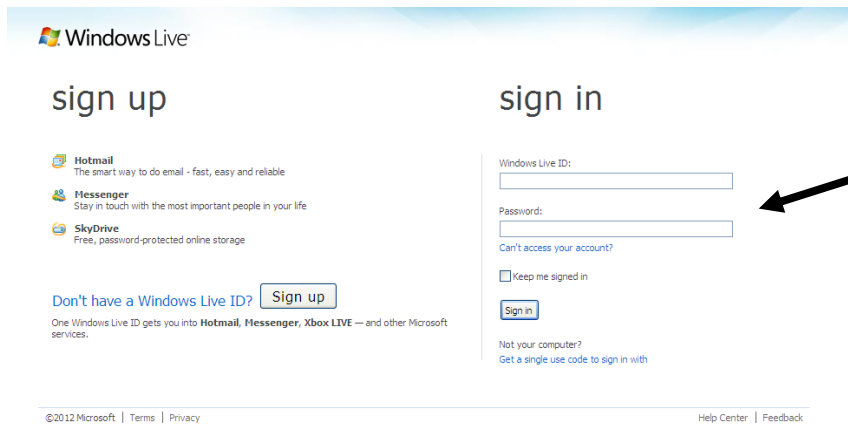 Windows Live
sign up
Hotmail
The smart way to do email - fast, easy and reliable
Messenger
Stay in touch with the most important people in your life
SkyDrive
Free, password-protected online storage
Don't have a Windows Live ID? Sign up
One Windows Live ID gets you into Hotmail, Messenger, Xbox LIVE — and other Microsoft
services.
sign in
Windows Live ID:
Password:
Can't access your account?
Keep me signed in
Sign in
Not your computer?
Get a single use code to sign in with
©2012 Microsoft | Terms | Privacy
Help Center | Feedback